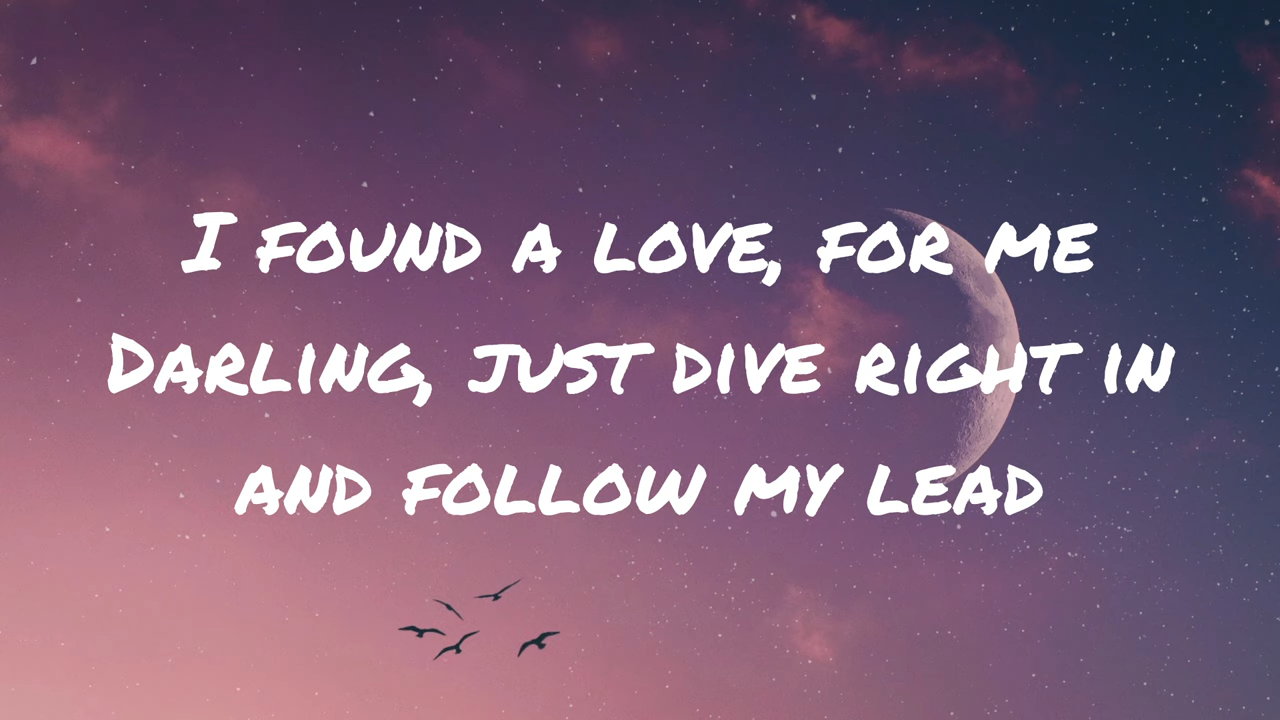 I found a love, for me
Darling, just dive right in
and follow my lead